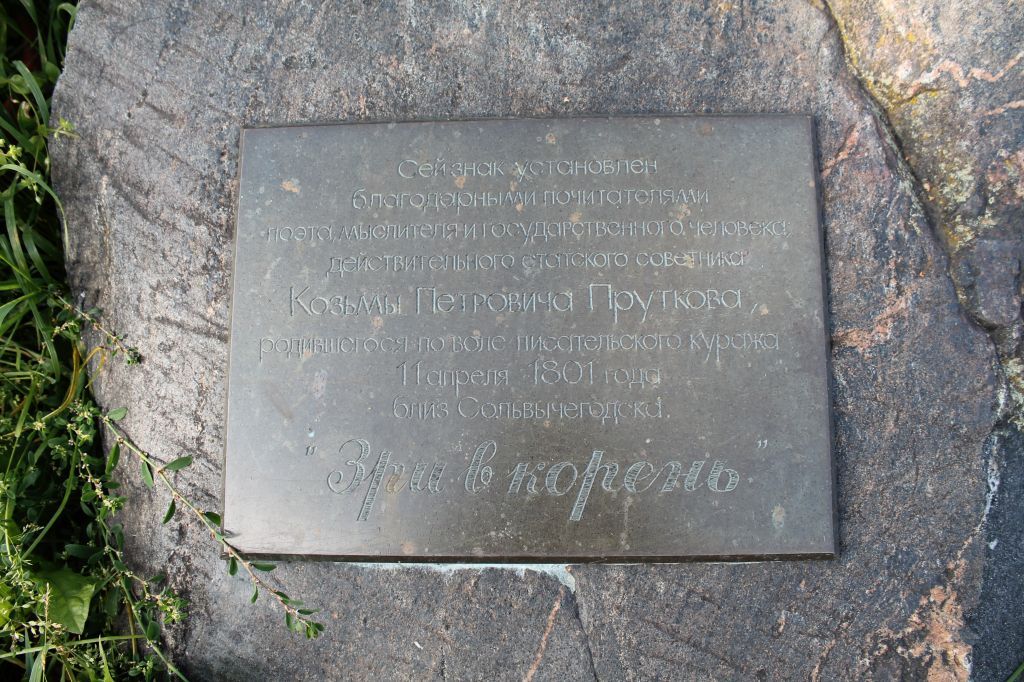 Сей знак установлен
благодарными почитателями
поэта, мыслителя и государственного человека,
действительного статского советника
Козьмы Петровича Пруткова,
родившегося по воле писательского куража
11 апреля 1801 года
близ Сольвычегодска.
"Зри в корень"